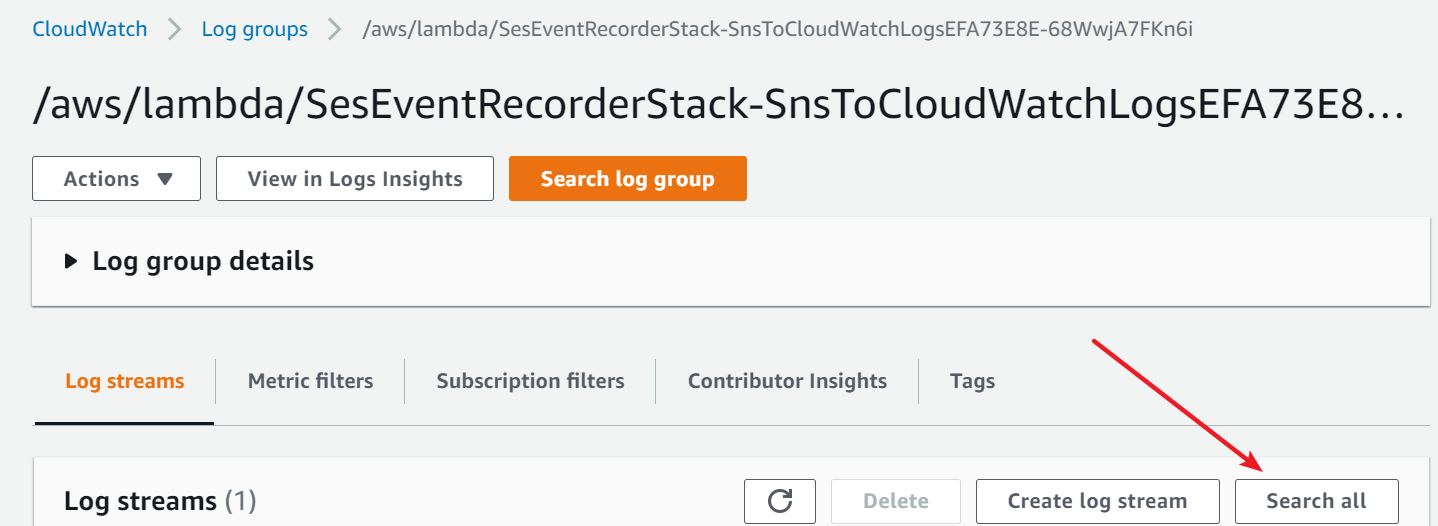 CloudWatch > Log groups > /aws/lambda/SesEventRecorderStack-SnsToCloudWatchLogsEFA73E8E-68WwjA7FKn6i
/aws/lambda/SesEventRecorderStack-SnsToCloudWatchLogsEFA73E8...
Actions View in Logs Insights Search log group
Log group details
Log streams Metric filters Subscription filters Contributor Insights Tags
Log streams (1) Delete Create log stream Search all